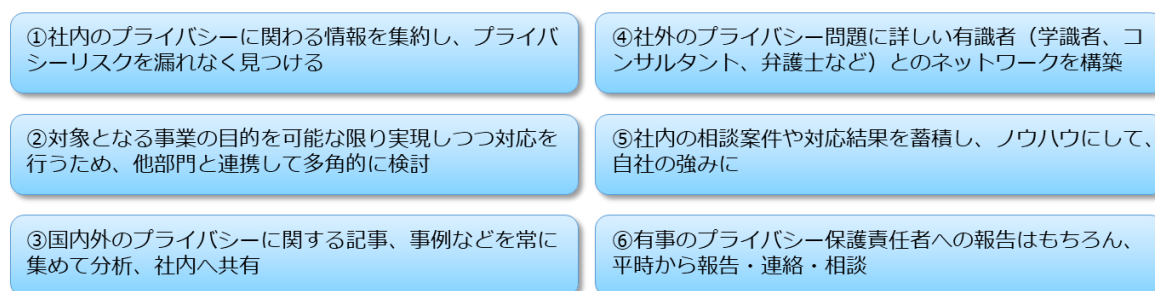 ①社内のプライバシーに関わる情報を集約し、プライバ
シーリスクを漏れなく見つける
②対象となる事業の目的を可能な限り実現しつつ対応を
行うため、他部門と連携して多角的に検討
③国内外のプライバシーに関する記事、事例などを常に
集めて分析、社内へ共有
④社外のプライバシー問題に詳しい有識者（学識者、コ
ンサルタント、弁護士など）とのネットワークを構築
⑤社内の相談案件や対応結果を蓄積し、ノウハウにして、
自社の強みに
⑥有事のプライバシー保護責任者への報告はもちろん、
平時から報告・連絡・相談